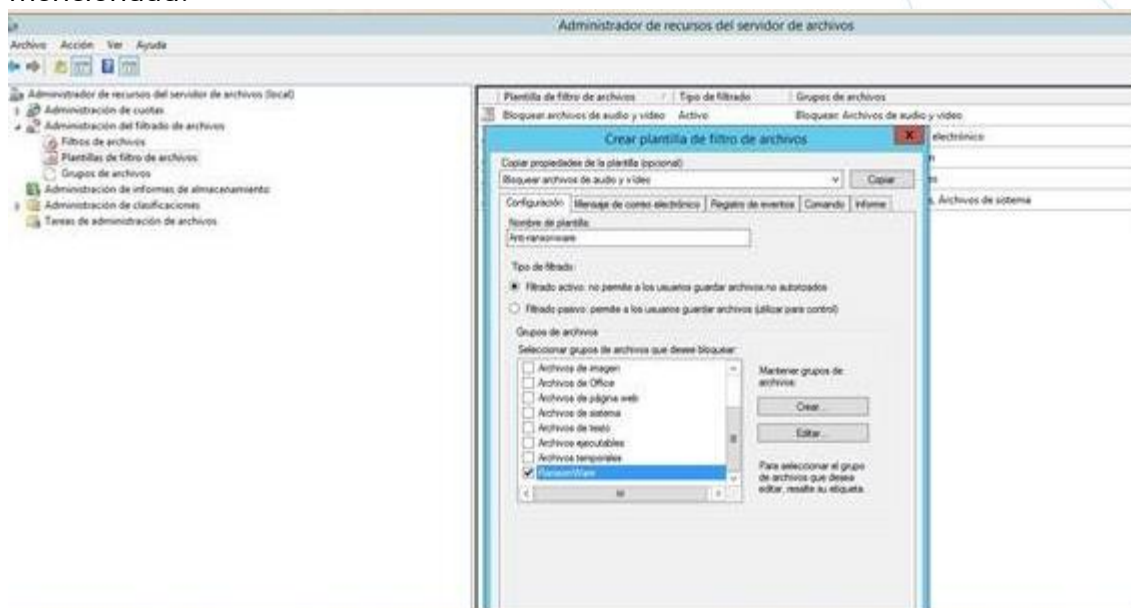 mencionada.
Administrador de recursos del servidor de archivos
Archivo Acción Ver Ayuda
Administrador de recursos del servidor de archivos (local)
Administración de cuotas
Administración del filtrado de archivos
Filtros de archivos
Plantillas de filtro de archivos
Grupos de archivos
Administración de informes de almacenamiento
Administración de clasificaciones
Tareas de administración de archivos
Plantilla de filtro de archivos Tipo de filtrado Grupos de archivos
Bloquear archivos de audio y vídeo Activo Bloquear: Archivos de audio y vídeo
electrónico
Archivos de sistema
Crear plantilla de filtro de archivos
Copiar propiedades de la plantilla (opcional):
Bloquear archivos de audio y vídeo Copiar
Configuración Mensaje de correo electrónico Registro de eventos Comando Informe
Nombre de plantilla:
Anti-ransomware
Tipo de filtrado:
Filtrado activo: no permite a los usuarios guardar archivos no autorizados
Filtrado pasivo: permite a los usuarios guardar archivos (utilizar para control)
Grupos de archivos
Seleccionar grupos de archivos que desee bloquear:
Archivos de imagen
Archivos de Office
Archivos de página web
Archivos de sistema
Archivos de texto
Archivos ejecutables
Archivos temporales
RansomWare
Mantener grupos de
archivos:
Crear...
Editar...
Para seleccionar el grupo
de archivos que desea
editar, resalte su etiqueta.